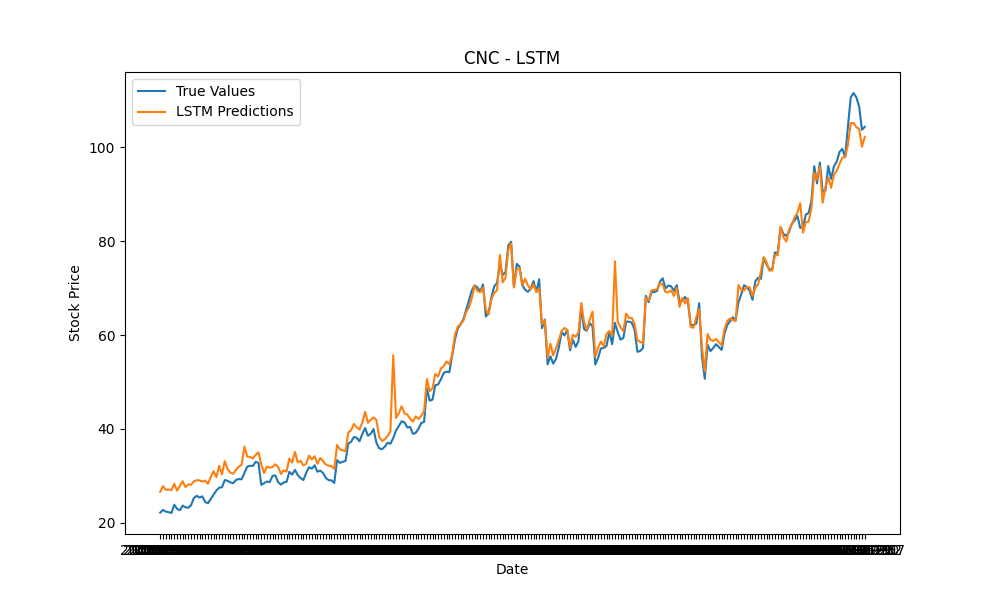 CNC - LSTM
True Values
LSTM Predictions
100
80
60
40
20
Stock Price
Date